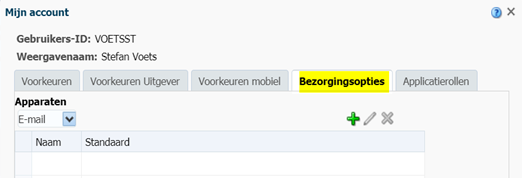 Mijn account
Gebruikers-ID: VOETSST
Weergavenaam: Stefan Voets
Voorkeuren Voorkeuren Uitgever Voorkeuren mobiel Bezorgingsopties Applicatierollen
Apparaten
E-mail
Naam Standaard